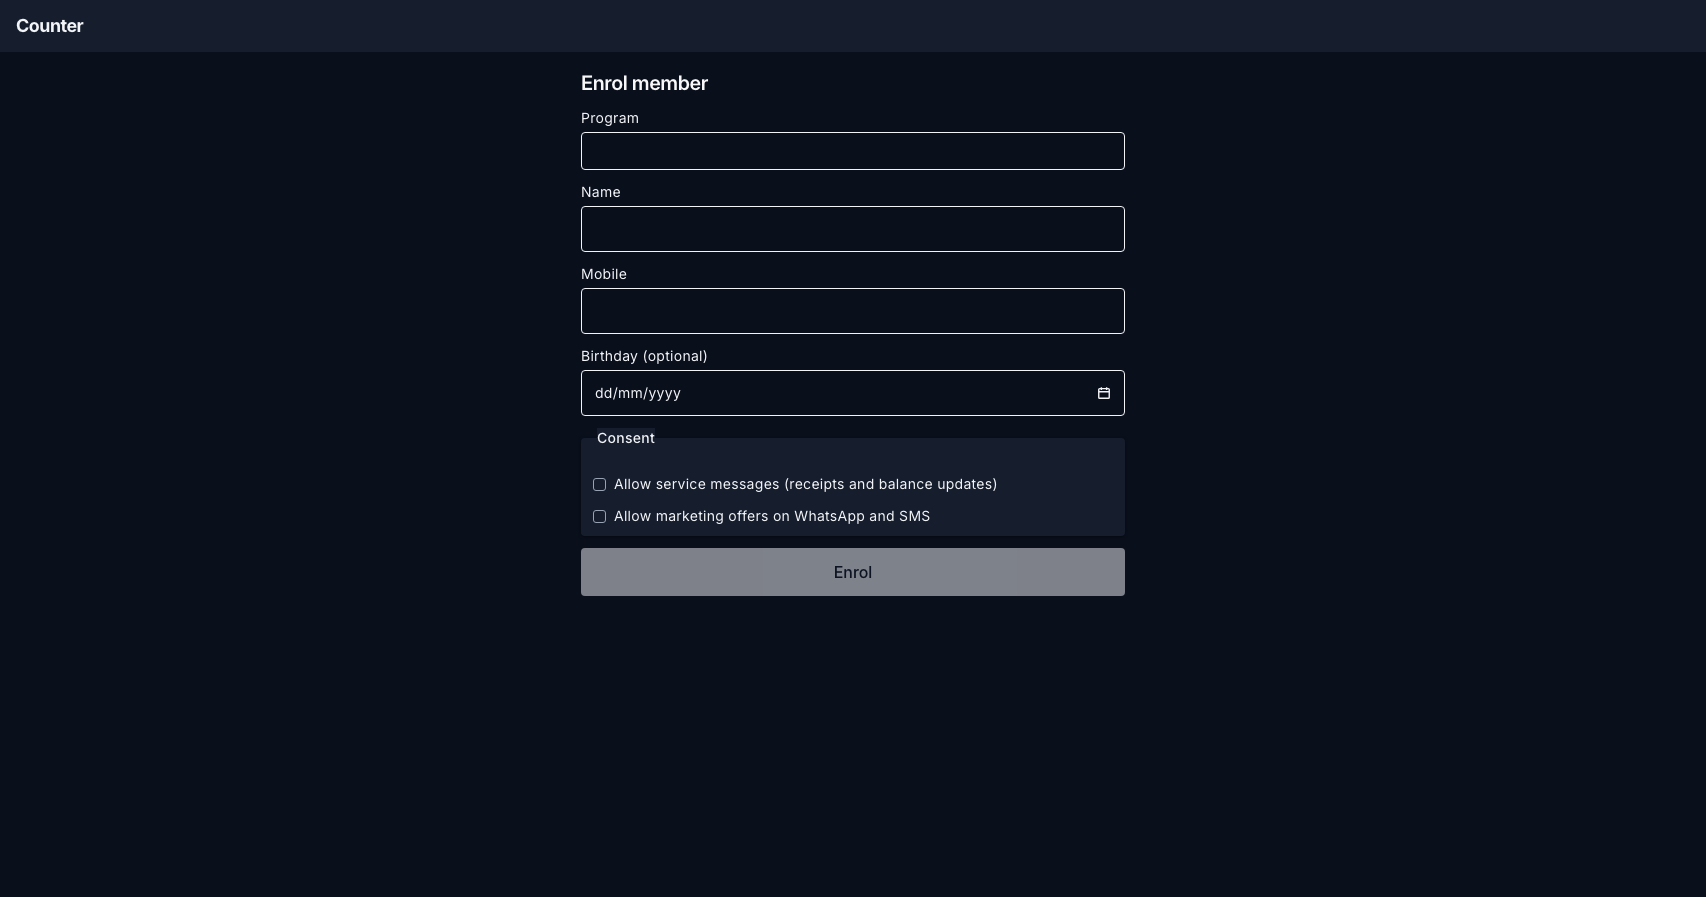 Counter
Enrol member
Program
Name
Mobile
Birthday (optional)
dd/mm/yyyy
Consent
Allow service messages (receipts and balance updates)
Allow marketing offers on WhatsApp and SMS
Enrol